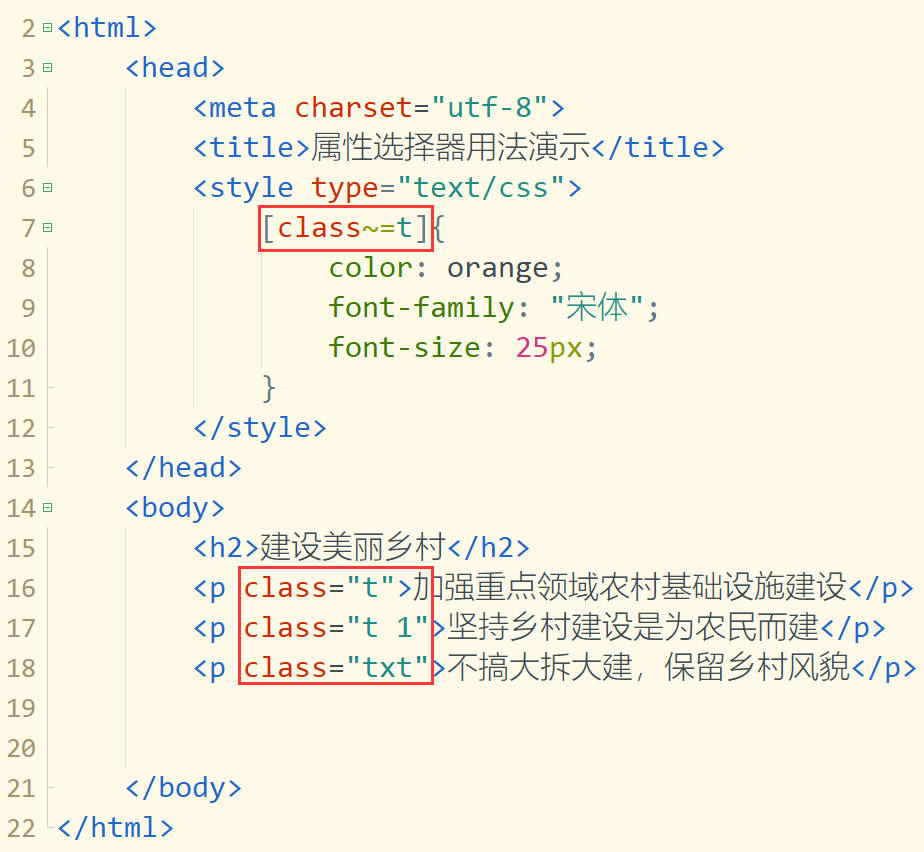 2 <html>
3 <head>
4 <meta charset="utf-8">
5 <title>属性选择器用法演示</title>
6 <style type="text/css">
7 [class~=t]{
8 color: orange;
9 font-family: "宋体";
10 font-size: 25px;
11 }
12 </style>
13 </head>
14 <body>
15 <h2>建设美丽乡村</h2>
16 <p class="t">加强重点领域农村基础设施建设</p>
17 <p class="t 1">坚持乡村建设是为农民而建</p>
18 <p class="txt">不搞大拆大建，保留乡村风貌</p>
19
20
21 </body>
22 </html>